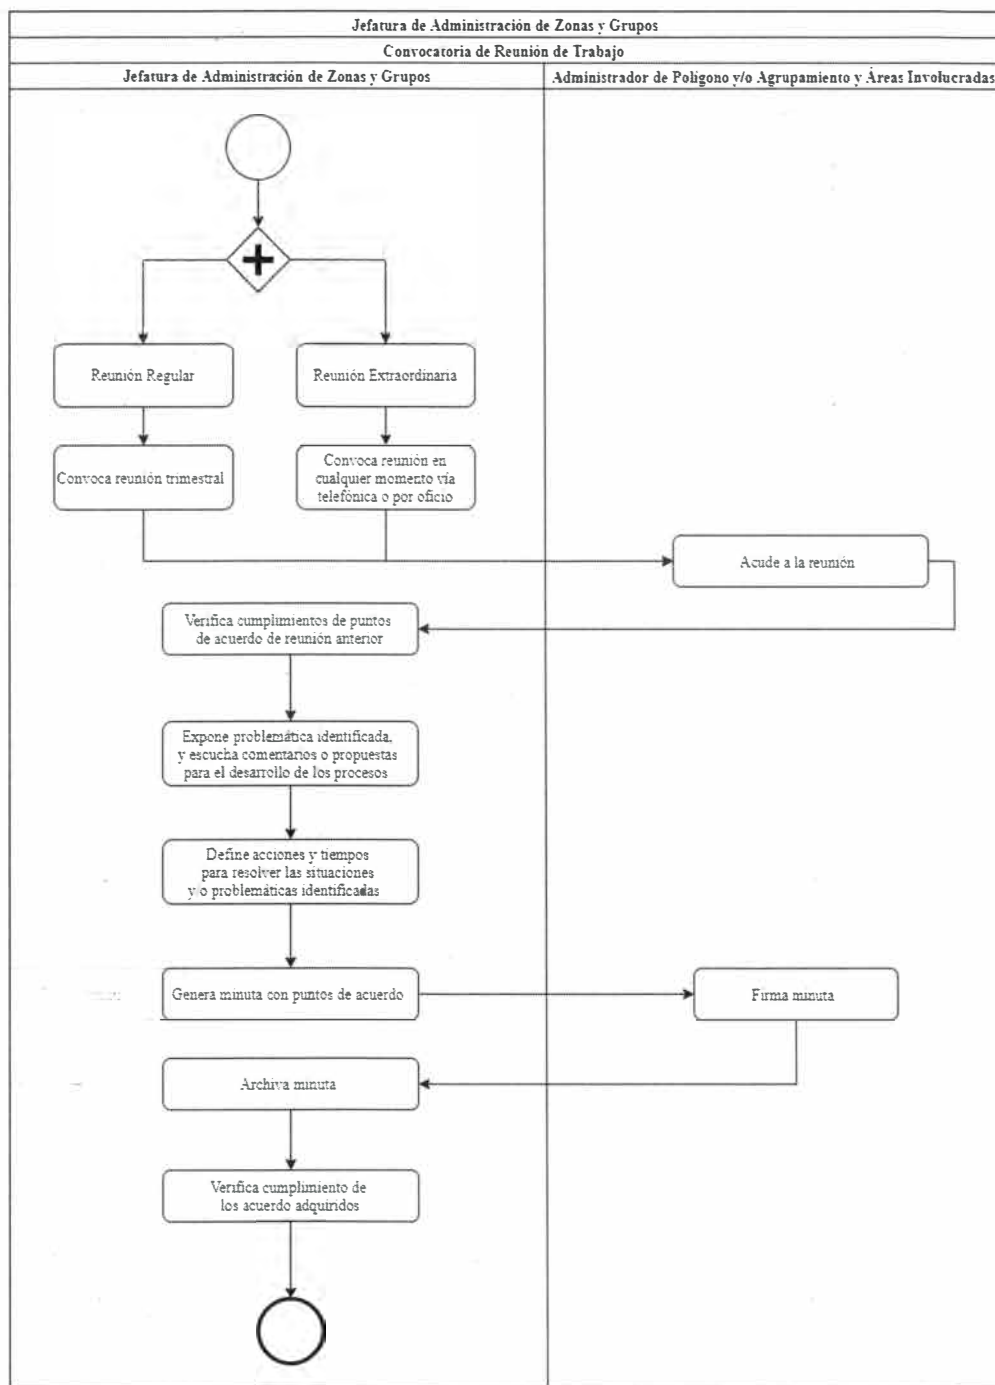 Jefatura de Administración de Zonas y Grupos
Convocatoria de Reunión de Trabajo
Jefatura de Administración de Zonas y Grupos
Administrador de Polígono y/o Agrupamiento y Áreas Involucradas
Reunión Regular
Reunión Extraordinaria
Convoca reunión trimestral
Convoca reunión en
cualquier momento vía
telefónica o por oficio
Acude a la reunión
Verifica cumplimientos de puntos
de acuerdo de reunión anterior
Expone problemática identificada,
y escucha comentarios o propuestas
para el desarrollo de los procesos
Define acciones y tiempos
para resolver las situaciones
y/o problemáticas identificadas
Genera minuta con puntos de acuerdo
Firma minuta
Archiva minuta
Verifica cumplimiento de
los acuerdo adquiridos